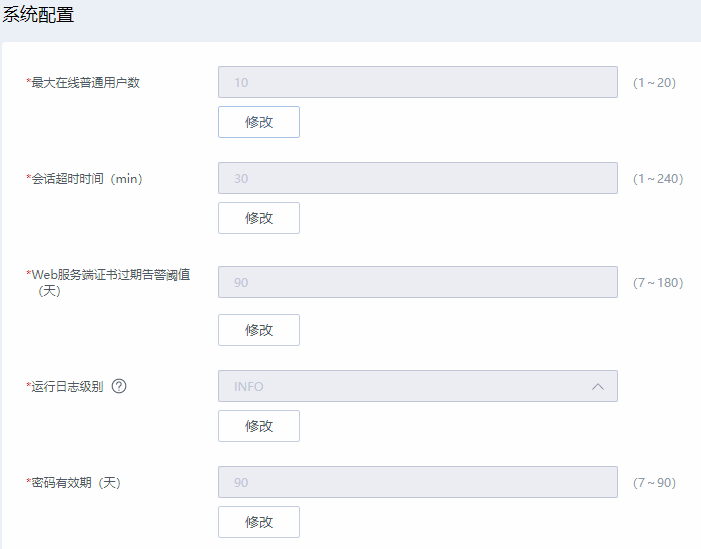 系统配置
*最大在线普通用户数 10 (1~20)
修改
*会话超时时间（min） 30 (1~240)
修改
*Web服务端证书过期告警阈值 90 (7~180)
（天）
修改
*运行日志级别 ? INFO
修改
*密码有效期（天） 90 (7~90)
修改